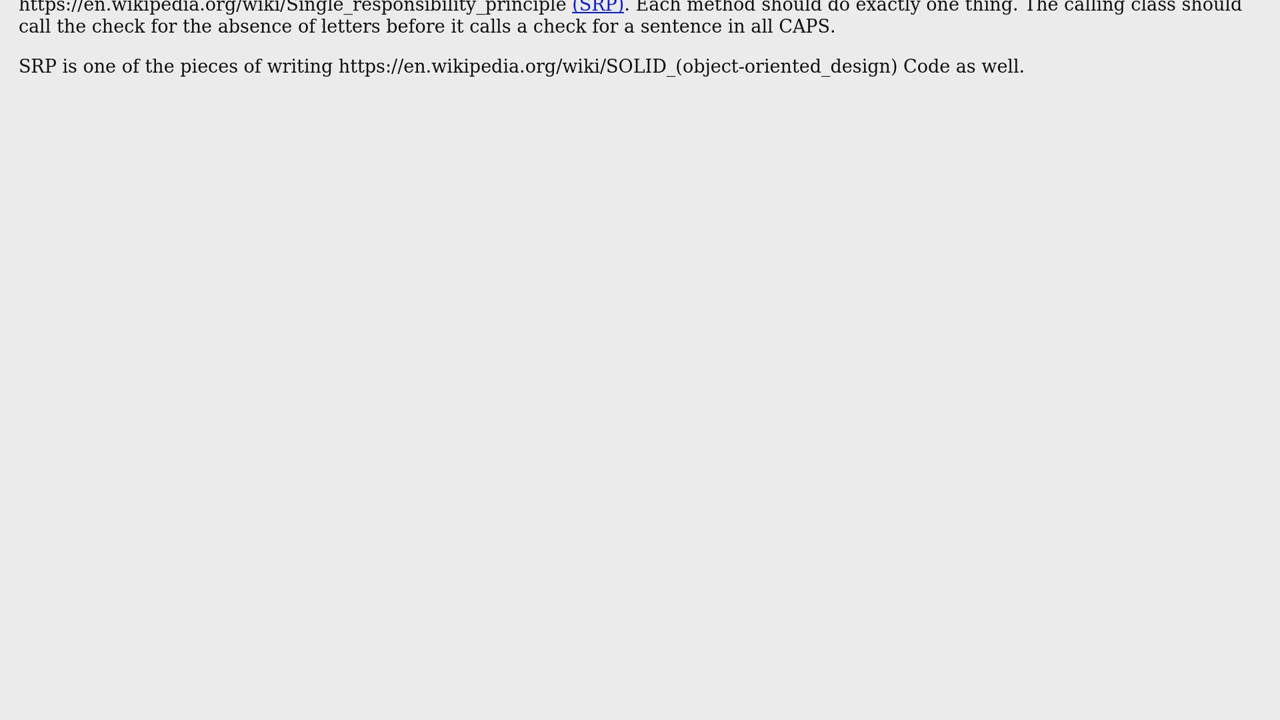 https://en.wikipedia.org/wiki/Single_responsibility_principle (SRP). Each method should do exactly one thing. The calling class should
call the check for the absence of letters before it calls a check for a sentence in all CAPS.
SRP is one of the pieces of writing https://en.wikipedia.org/wiki/SOLID_(object-oriented_design) Code as well.